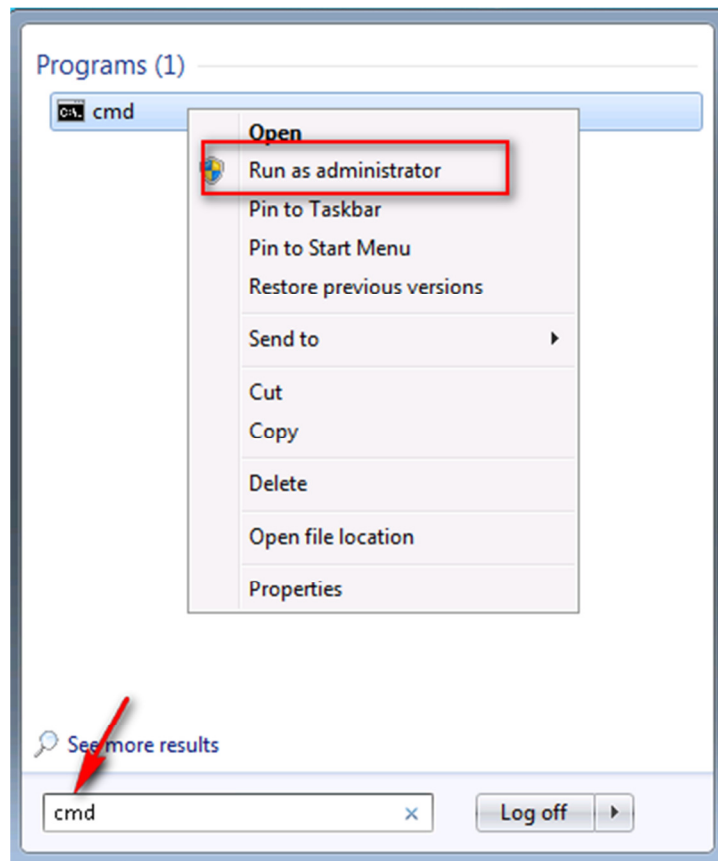 Programs (1)
cmd
Open
Run as administrator
Pin to Taskbar
Pin to Start Menu
Restore previous versions
Send to
Cut
Copy
Delete
Open file location
Properties
See more results
cmd
Log off